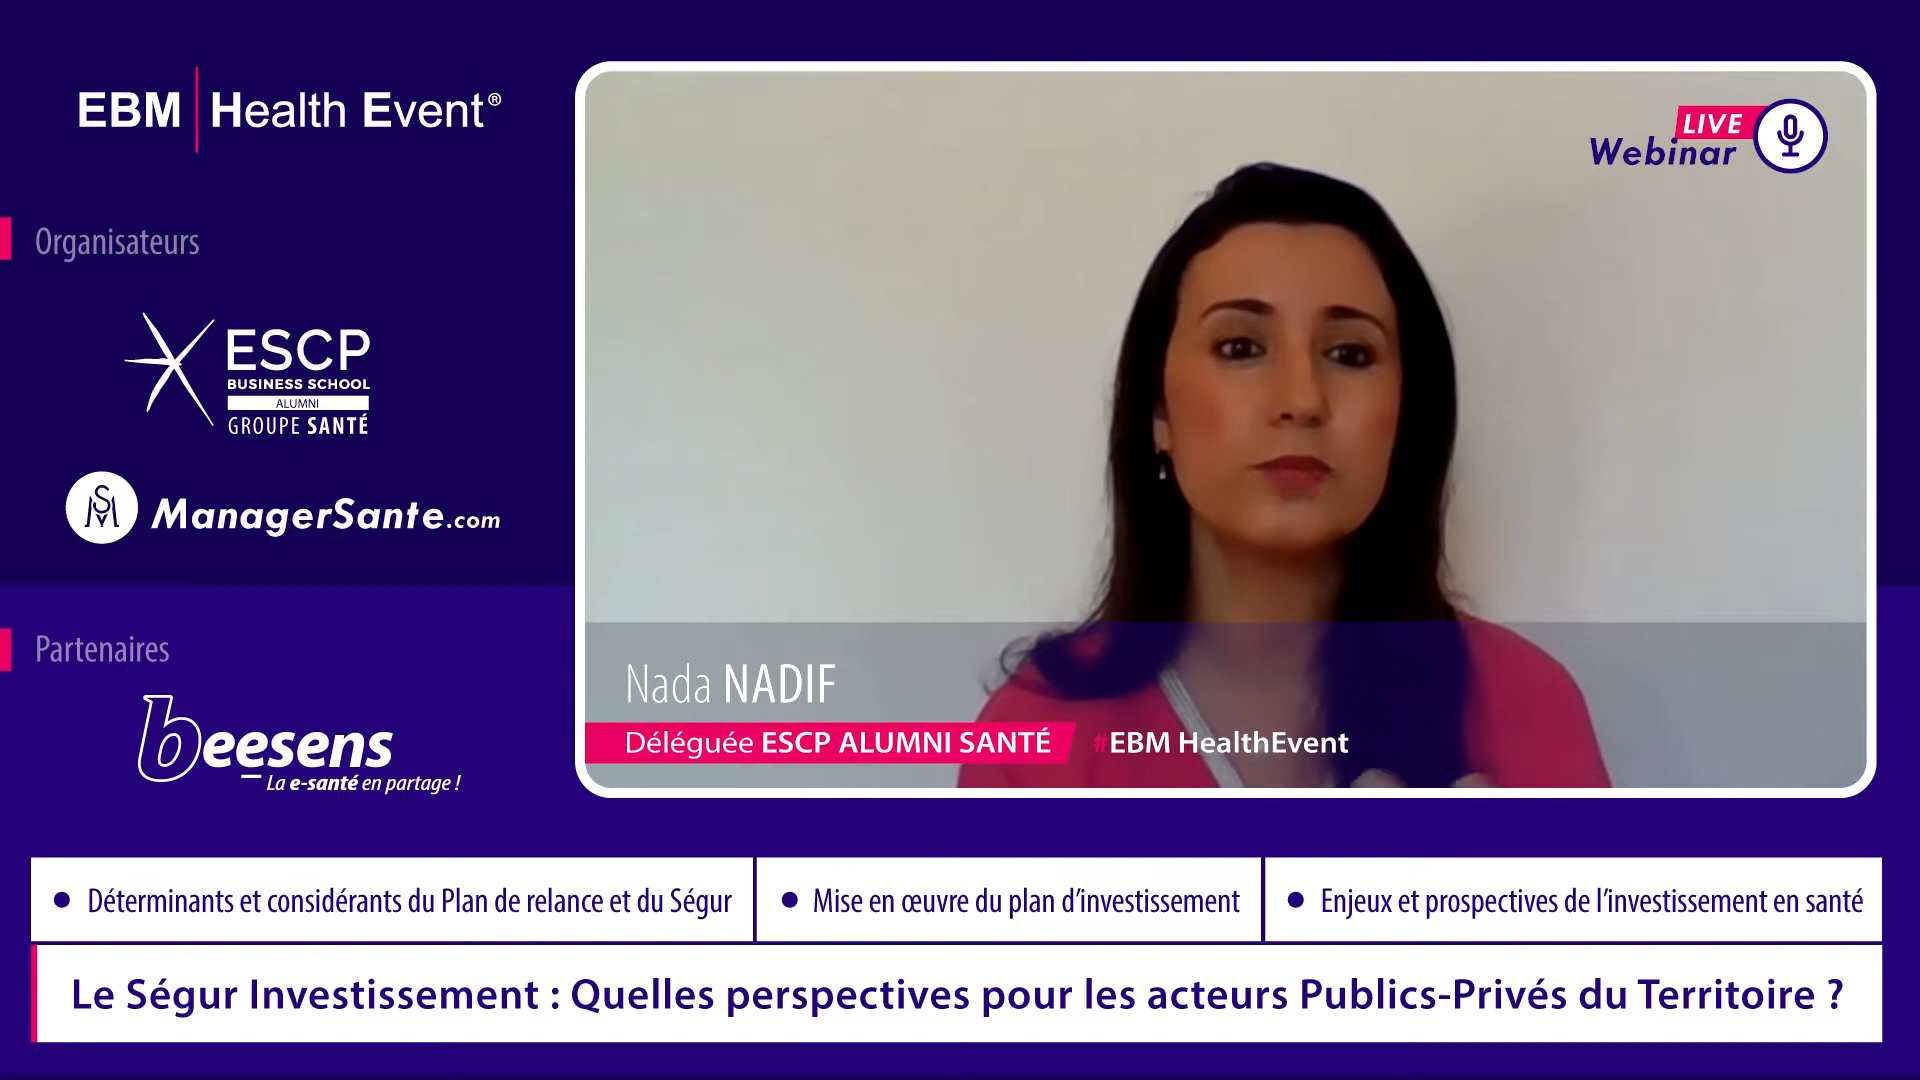 EBM Health Event®
Organisateurs
ESCP
BUSINESS SCHOOL
ALUMNI
GROUPE SANTÉ
SM
ManagerSante.com
Partenaires
beesens
La e-santé en partage !
LIVE
Webinar
Nada NADIF
Déléguée ESCP ALUMNI SANTÉ #EBM HealthEvent
• Déterminants et considérants du Plan de relance et du Ségur
• Mise en œuvre du plan d’investissement
• Enjeux et prospectives de l’investissement en santé
Le Ségur Investissement : Quelles perspectives pour les acteurs Publics-Privés du Territoire ?